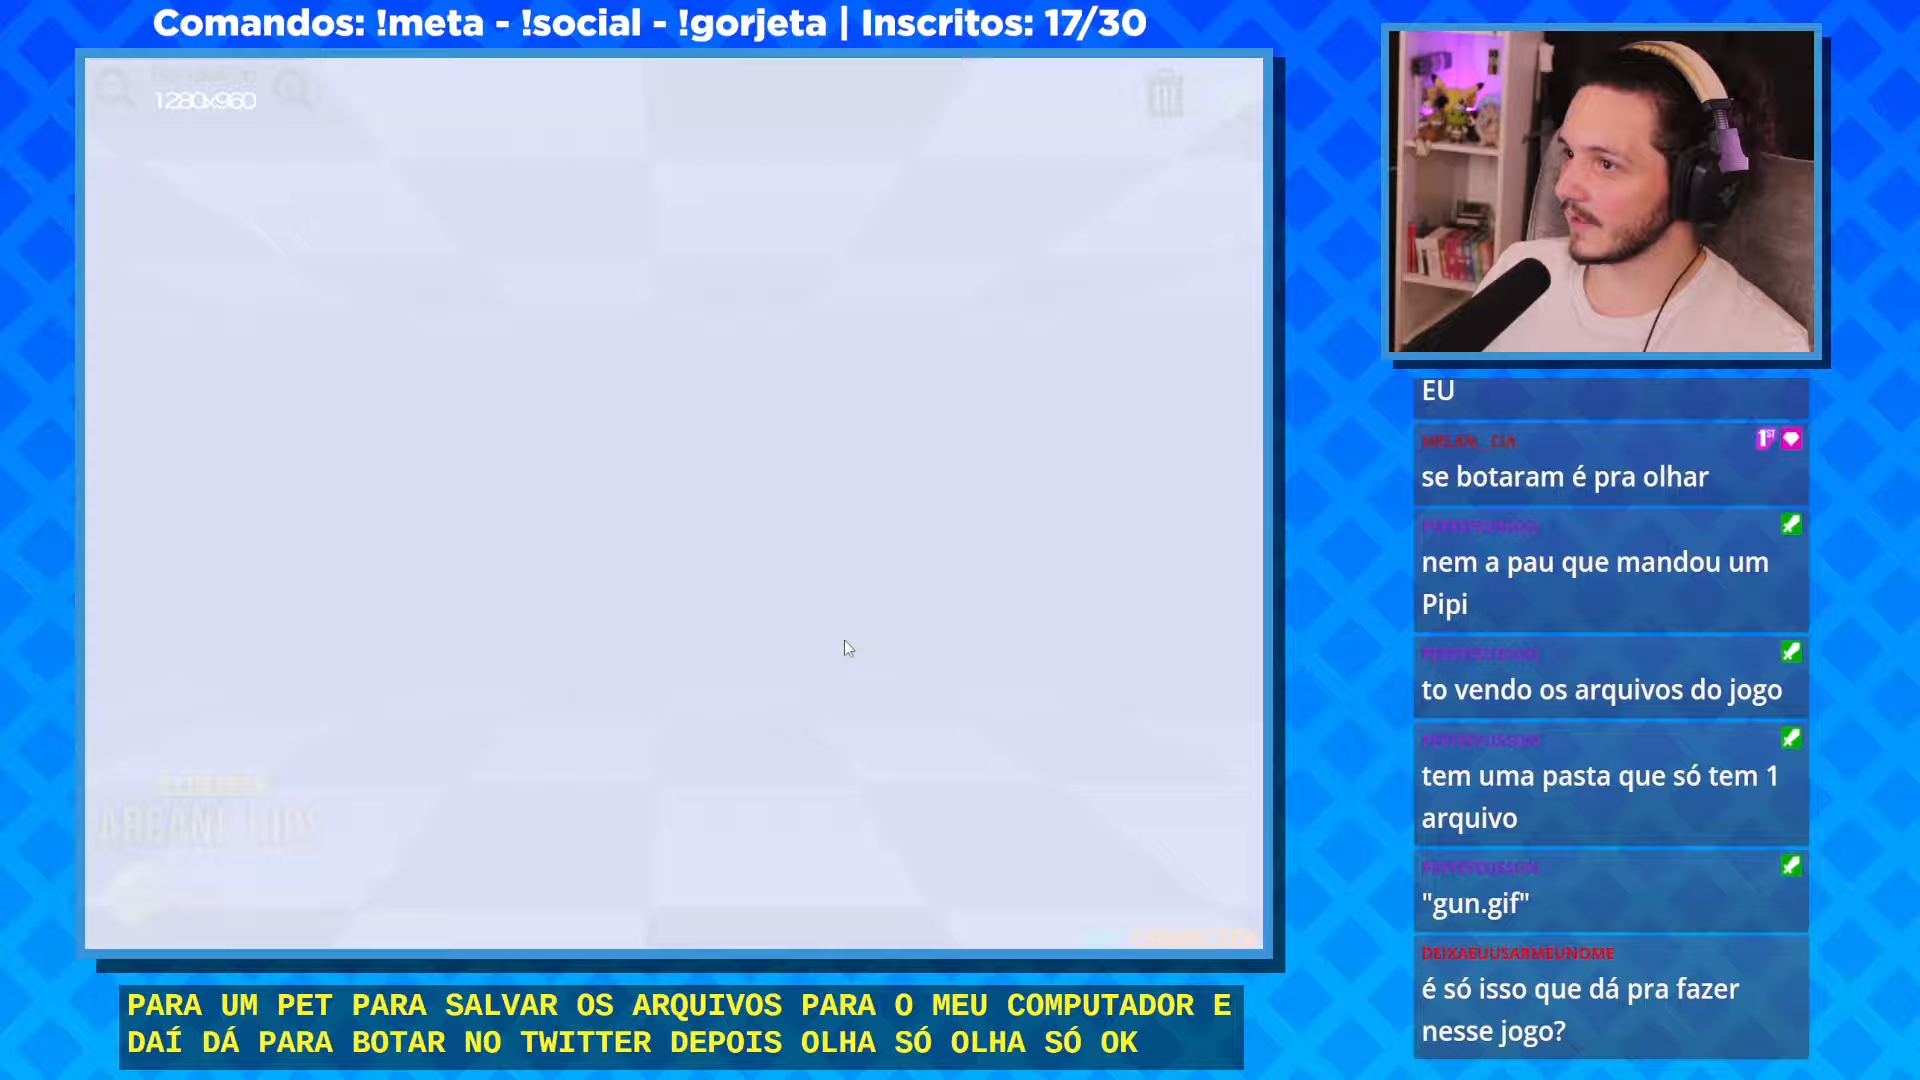 Comandos: !meta - !social - !gorjeta | Inscritos: 17/30
1280x960
EU
1ST
se botaram é pra olhar
nem a pau que mandou um
Pipi
to vendo os arquivos do jogo
tem uma pasta que só tem 1
arquivo
"gun.gif"
DEIXAEUUSARMEUNOME
é só isso que dá pra fazer
nesse jogo?
PARA UM PET PARA SALVAR OS ARQUIVOS PARA O MEU COMPUTADOR E
DAÍ DÁ PARA BOTAR NO TWITTER DEPOIS OLHA SÓ OLHA SÓ OK